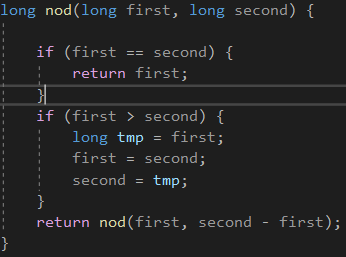 long nod(long first, long second) {
if (first == second) {
return first;
}
if (first > second) {
long tmp = first;
first = second;
second = tmp;
}
return nod(first, second - first);
}